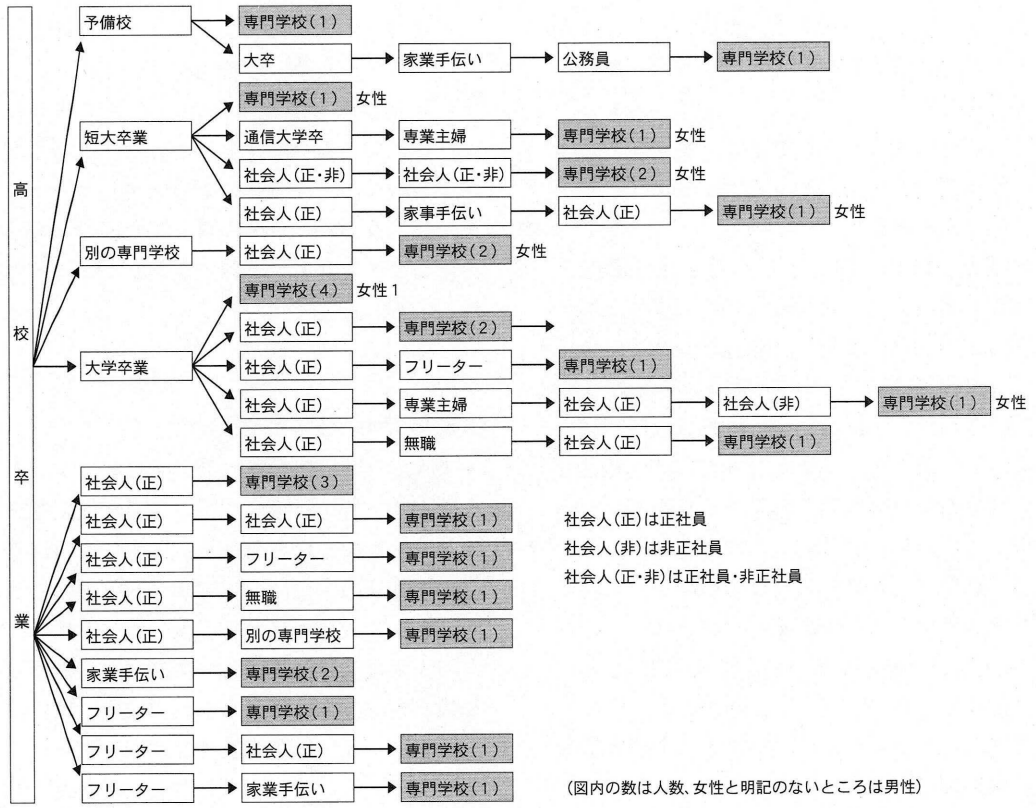 高校卒業
予備校 専門学校(1)
大卒 家業手伝い 公務員 専門学校(1)
専門学校(1) 女性
短大卒業 通信大学卒 専業主婦 専門学校(1) 女性
社会人(正・非) 社会人(正・非) 専門学校(2) 女性
社会人(正) 家事手伝い 社会人(正) 専門学校(1) 女性
別の専門学校 社会人(正) 専門学校(2) 女性
専門学校(4) 女性1
社会人(正) 専門学校(2)
大学卒業 社会人(正) フリーター 専門学校(1)
社会人(正) 専業主婦 社会人(正) 社会人(非) 専門学校(1) 女性
社会人(正) 無職 社会人(正) 専門学校(1)
社会人(正) 専門学校(3)
社会人(正) 社会人(正) 専門学校(1)
社会人(正) フリーター 専門学校(1)
社会人(正) 無職 専門学校(1)
社会人(正) 別の専門学校 専門学校(1)
家業手伝い 専門学校(2)
フリーター 専門学校(1)
フリーター 社会人(正) 専門学校(1)
フリーター 家業手伝い 専門学校(1)
社会人(正)は正社員
社会人(非)は非正社員
社会人(正・非)は正社員・非正社員
(図内の数は人数、女性と明記のないところは男性)